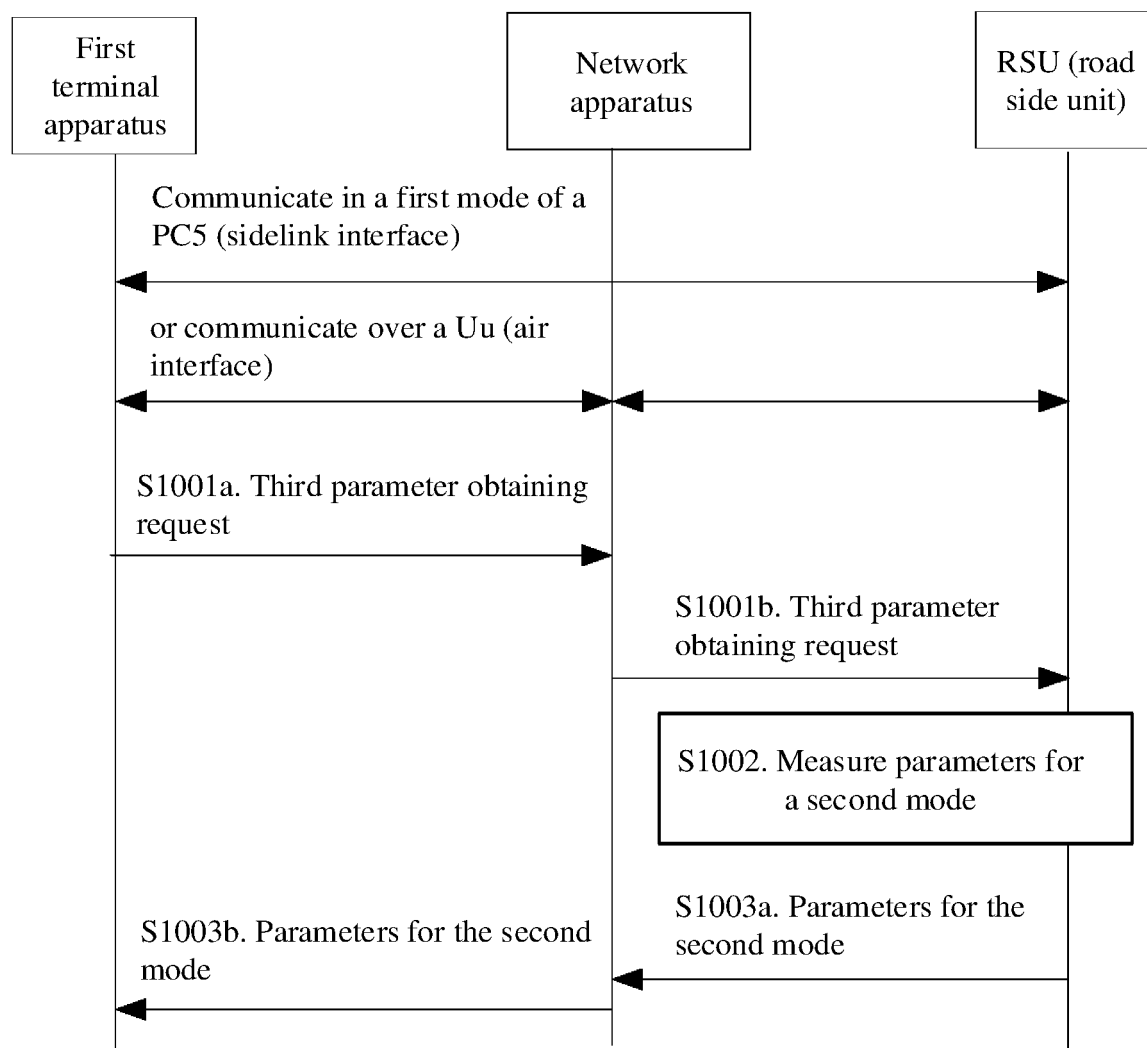 First
terminal
apparatus
Network
apparatus
RSU (road
side unit)
Communicate in a first mode of a
PC5 (sidelink interface)
or communicate over a Uu (air
interface)
S1001a. Third parameter obtaining
request
S1001b. Third parameter
obtaining request
S1002. Measure parameters for
a second mode
S1003a. Parameters for the
second mode
S1003b. Parameters for the second
mode